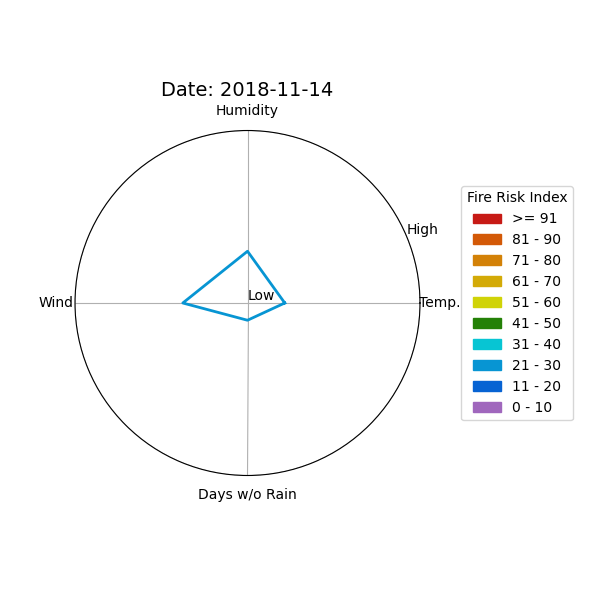 Date: 2018-11-14
Humidity
High
Low
Wind
Temp.
Days w/o Rain
Fire Risk Index
>= 91
81 - 90
71 - 80
61 - 70
51 - 60
41 - 50
31 - 40
21 - 30
11 - 20
0 - 10